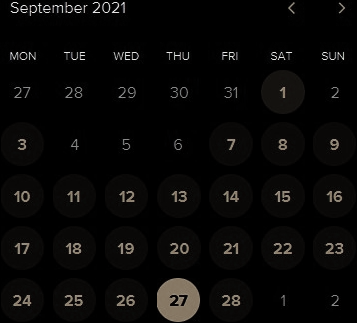 September 2021
MON TUE WED THU FRI SAT SUN
27 28 29 30 31 1 2
3 4 5 6 7 8 9
10 11 12 13 14 15 16
17 18 19 20 21 22 23
24 25 26 27 28 1 2